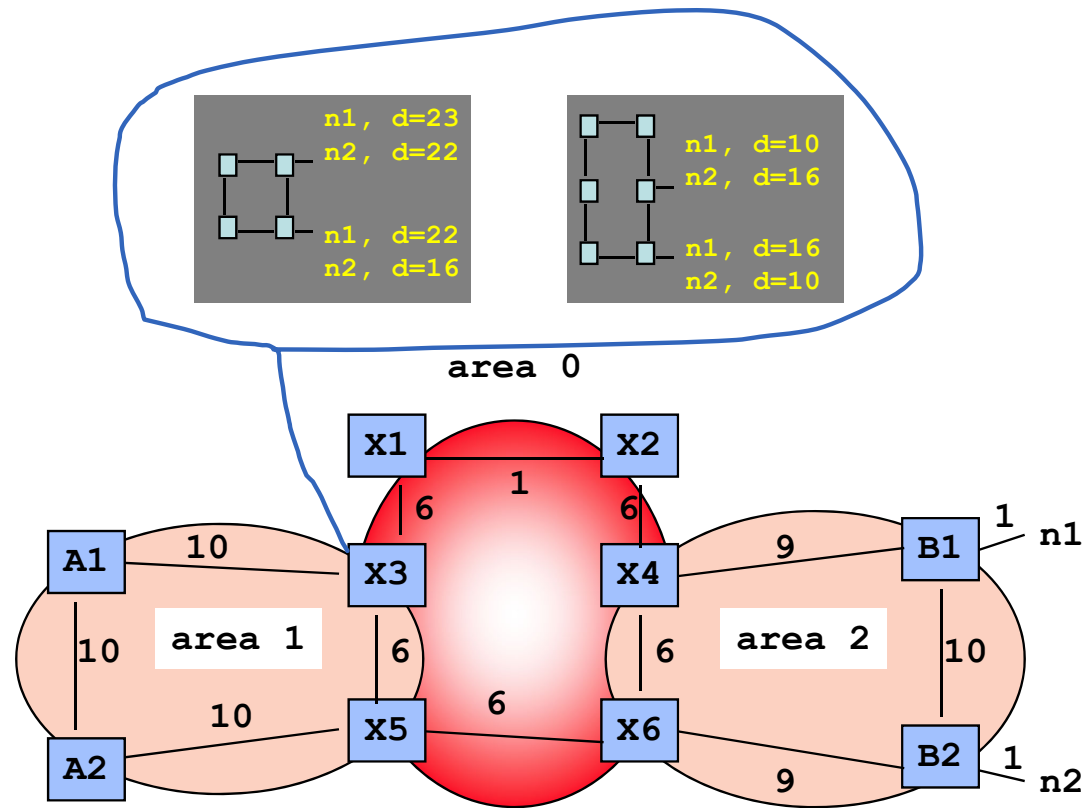 n1, d=23
n2, d=22
n1, d=22
n2, d=16
n1, d=10
n2, d=16
n1, d=16
n2, d=10
area 0
X1
X2
1
6
6
A1
10
X3
X4
9
B1
1
n1
10
area 1
6
6
area 2
10
A2
10
X5
6
X6
9
B2
1
n2